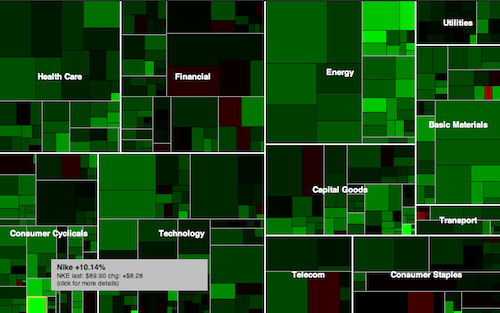 Utilities
Health Care
Financial
Energy
Basic Materials
Capital Goods
Transport
Consumer Cyclicals
Technology
Nike +10.14%
NKE last: $89.90 chg: +$8.28
(click for more details)
Telecom
Consumer Staples